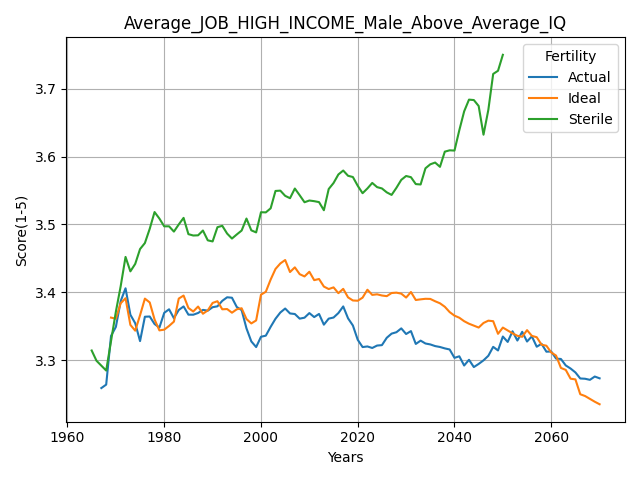 Average_JOB_HIGH_INCOME_Male_Above_Average_IQ
Fertility
Actual
Ideal
Sterile
Score(1-5)
3.7
3.6
3.5
3.4
3.3
1960 1980 2000 2020 2040 2060
Years